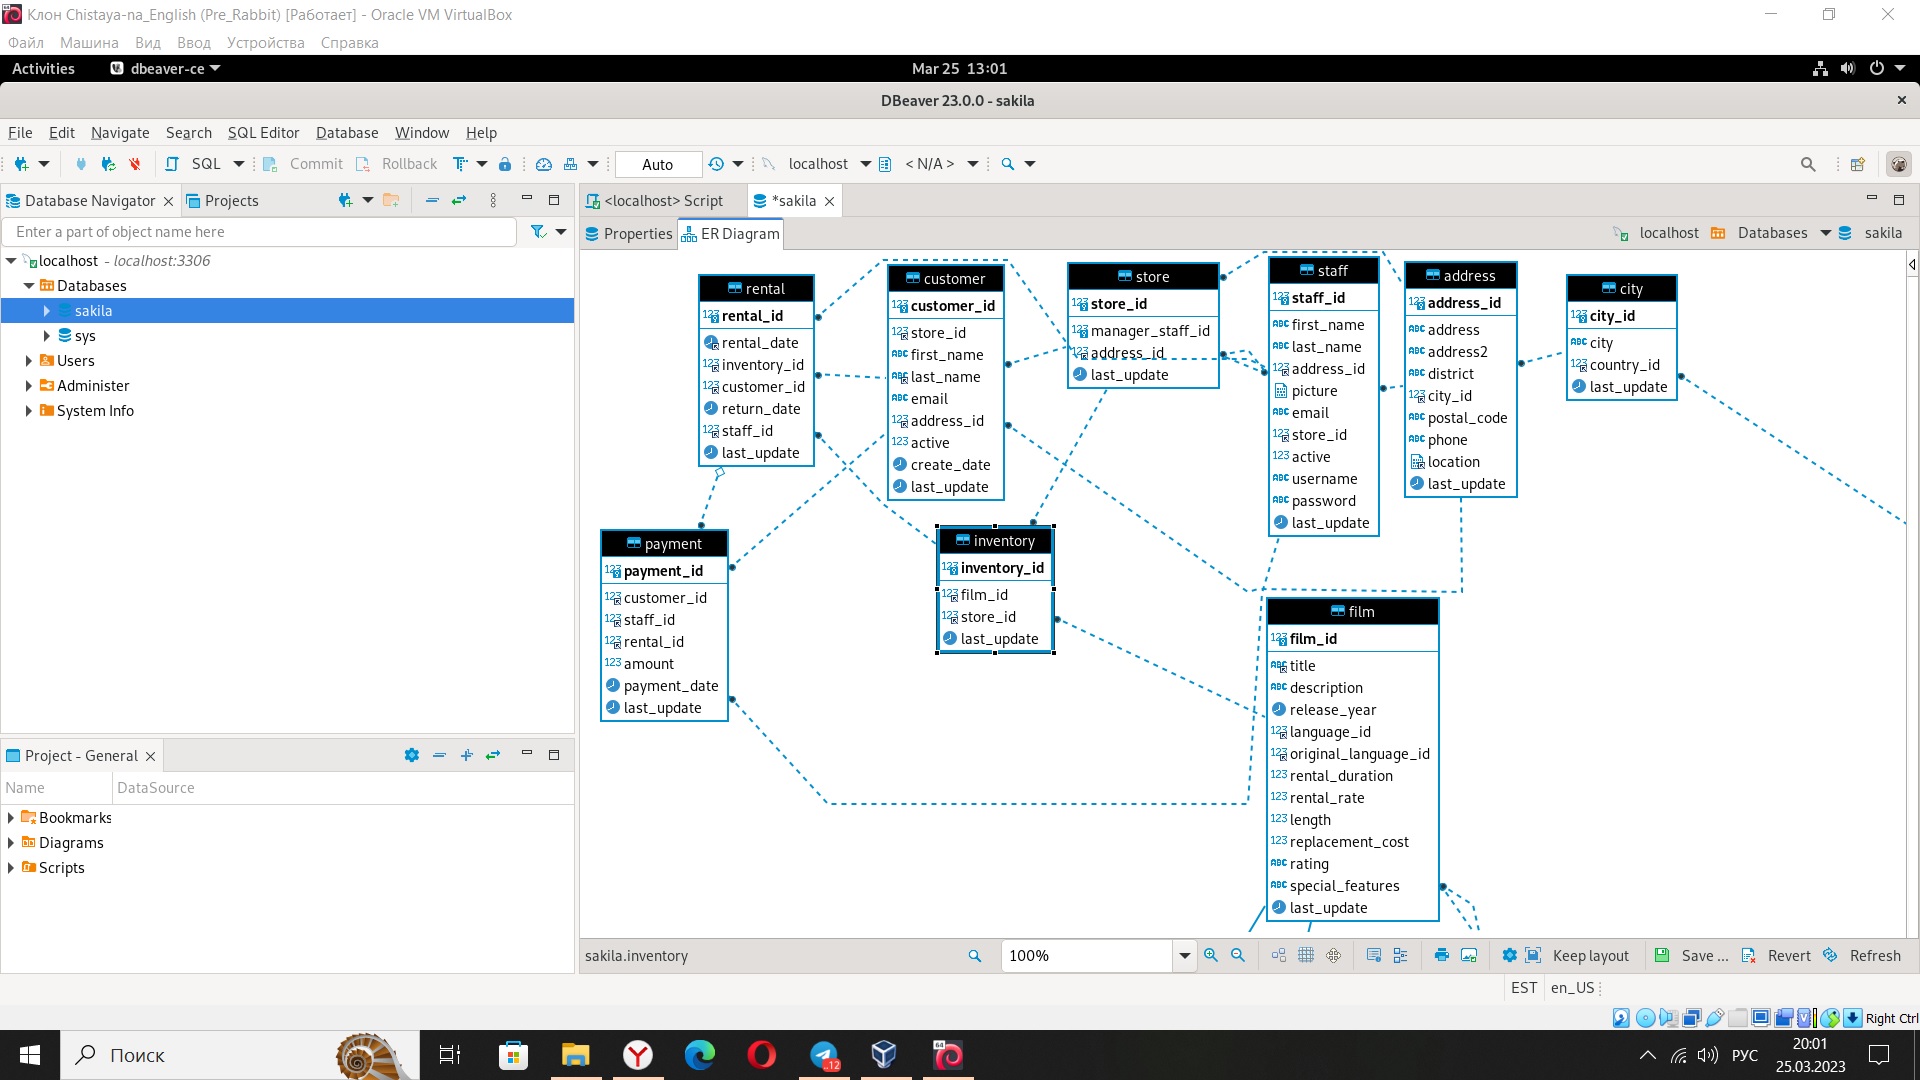 Клон Chistaya-na_English (Pre_Rabbit) [Работает] - Oracle VM VirtualBox
Файл Машина Вид Ввод Устройства Справка
Activities dbeaver-ce Mar 25 13:01
DBeaver 23.0.0 - sakila
File Edit Navigate Search SQL Editor Database Window Help
SQL Commit Rollback Auto localhost < N/A >
Database Navigator Projects
Enter a part of object name here
localhost - localhost:3306
Databases
sakila
sys
Users
Administer
System Info
Project - General
Name DataSource
Bookmarks
Diagrams
Scripts
<localhost> Script *sakila
Properties ER Diagram localhost Databases sakila
rental
rental_id
rental_date
inventory_id
customer_id
return_date
staff_id
last_update
customer
customer_id
store_id
first_name
last_name
email
address_id
active
create_date
last_update
store
store_id
manager_staff_id
address_id
last_update
staff
staff_id
first_name
last_name
address_id
picture
email
store_id
active
username
password
last_update
address
address_id
address
address2
district
city_id
postal_code
phone
location
last_update
city
city_id
city
country_id
last_update
payment
payment_id
customer_id
staff_id
rental_id
amount
payment_date
last_update
inventory
inventory_id
film_id
store_id
last_update
film
film_id
title
description
release_year
language_id
original_language_id
rental_duration
rental_rate
length
replacement_cost
rating
special_features
last_update
sakila.inventory 100% Keep layout Save ... Revert Refresh
EST en_US
Right Ctrl
Поиск
РУС
20:01
25.03.2023